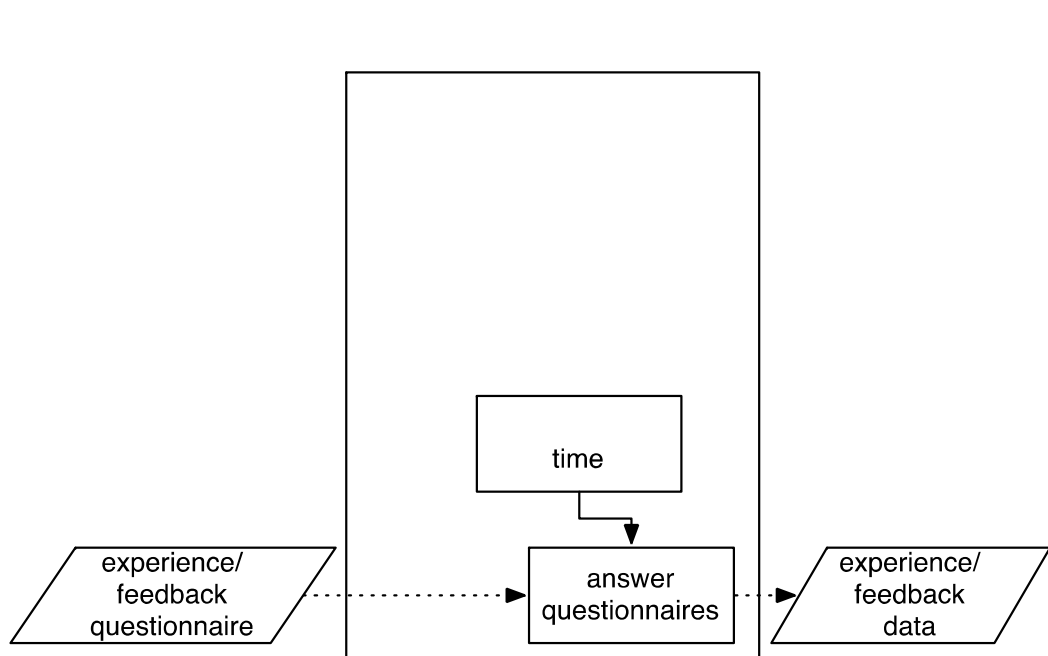 time
experience/
feedback
questionnaire
answer
questionnaires
experience/
feedback
data